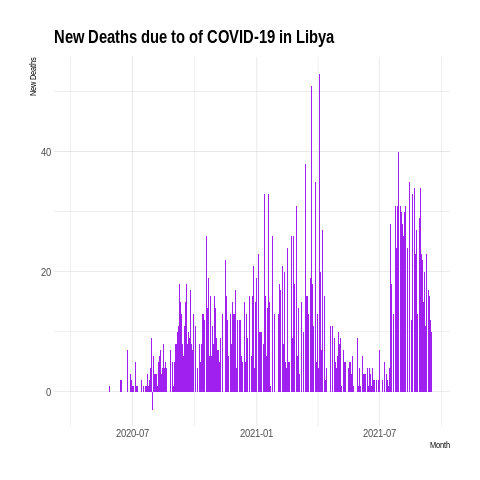 New Deaths due to of COVID-19 in Libya
New Deaths
40
20
0
2020-07
2021-01
2021-07
Month